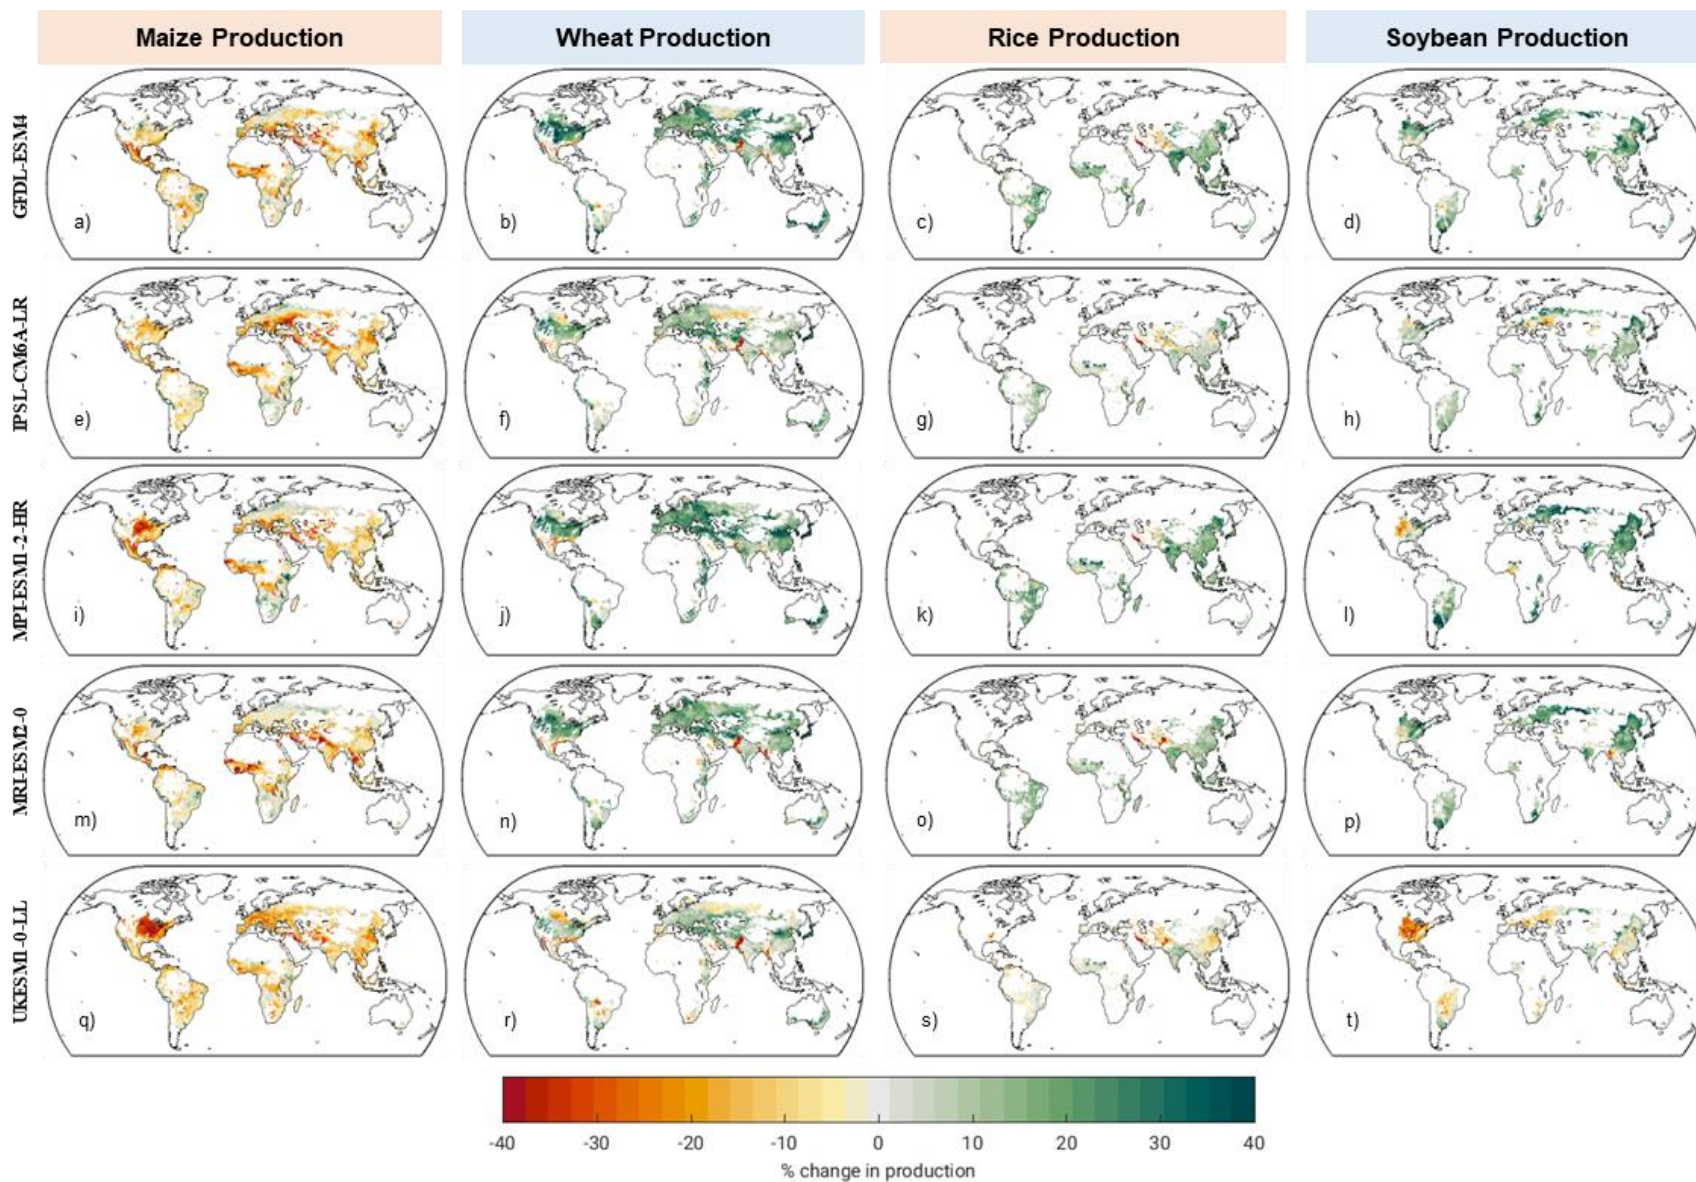 Maize Production
Wheat Production
Rice Production
Soybean Production
GFDL-ESM4
a)
b)
c)
d)
IPSL-CM6A-LR
e)
f)
g)
h)
MPI-ESM1-2-HR
i)
j)
k)
l)
MRI-ESM2-0
m)
n)
o)
p)
UKESM1-0-LL
q)
r)
s)
t)
-40 -30 -20 -10 0 10 20 30 40
% change in production